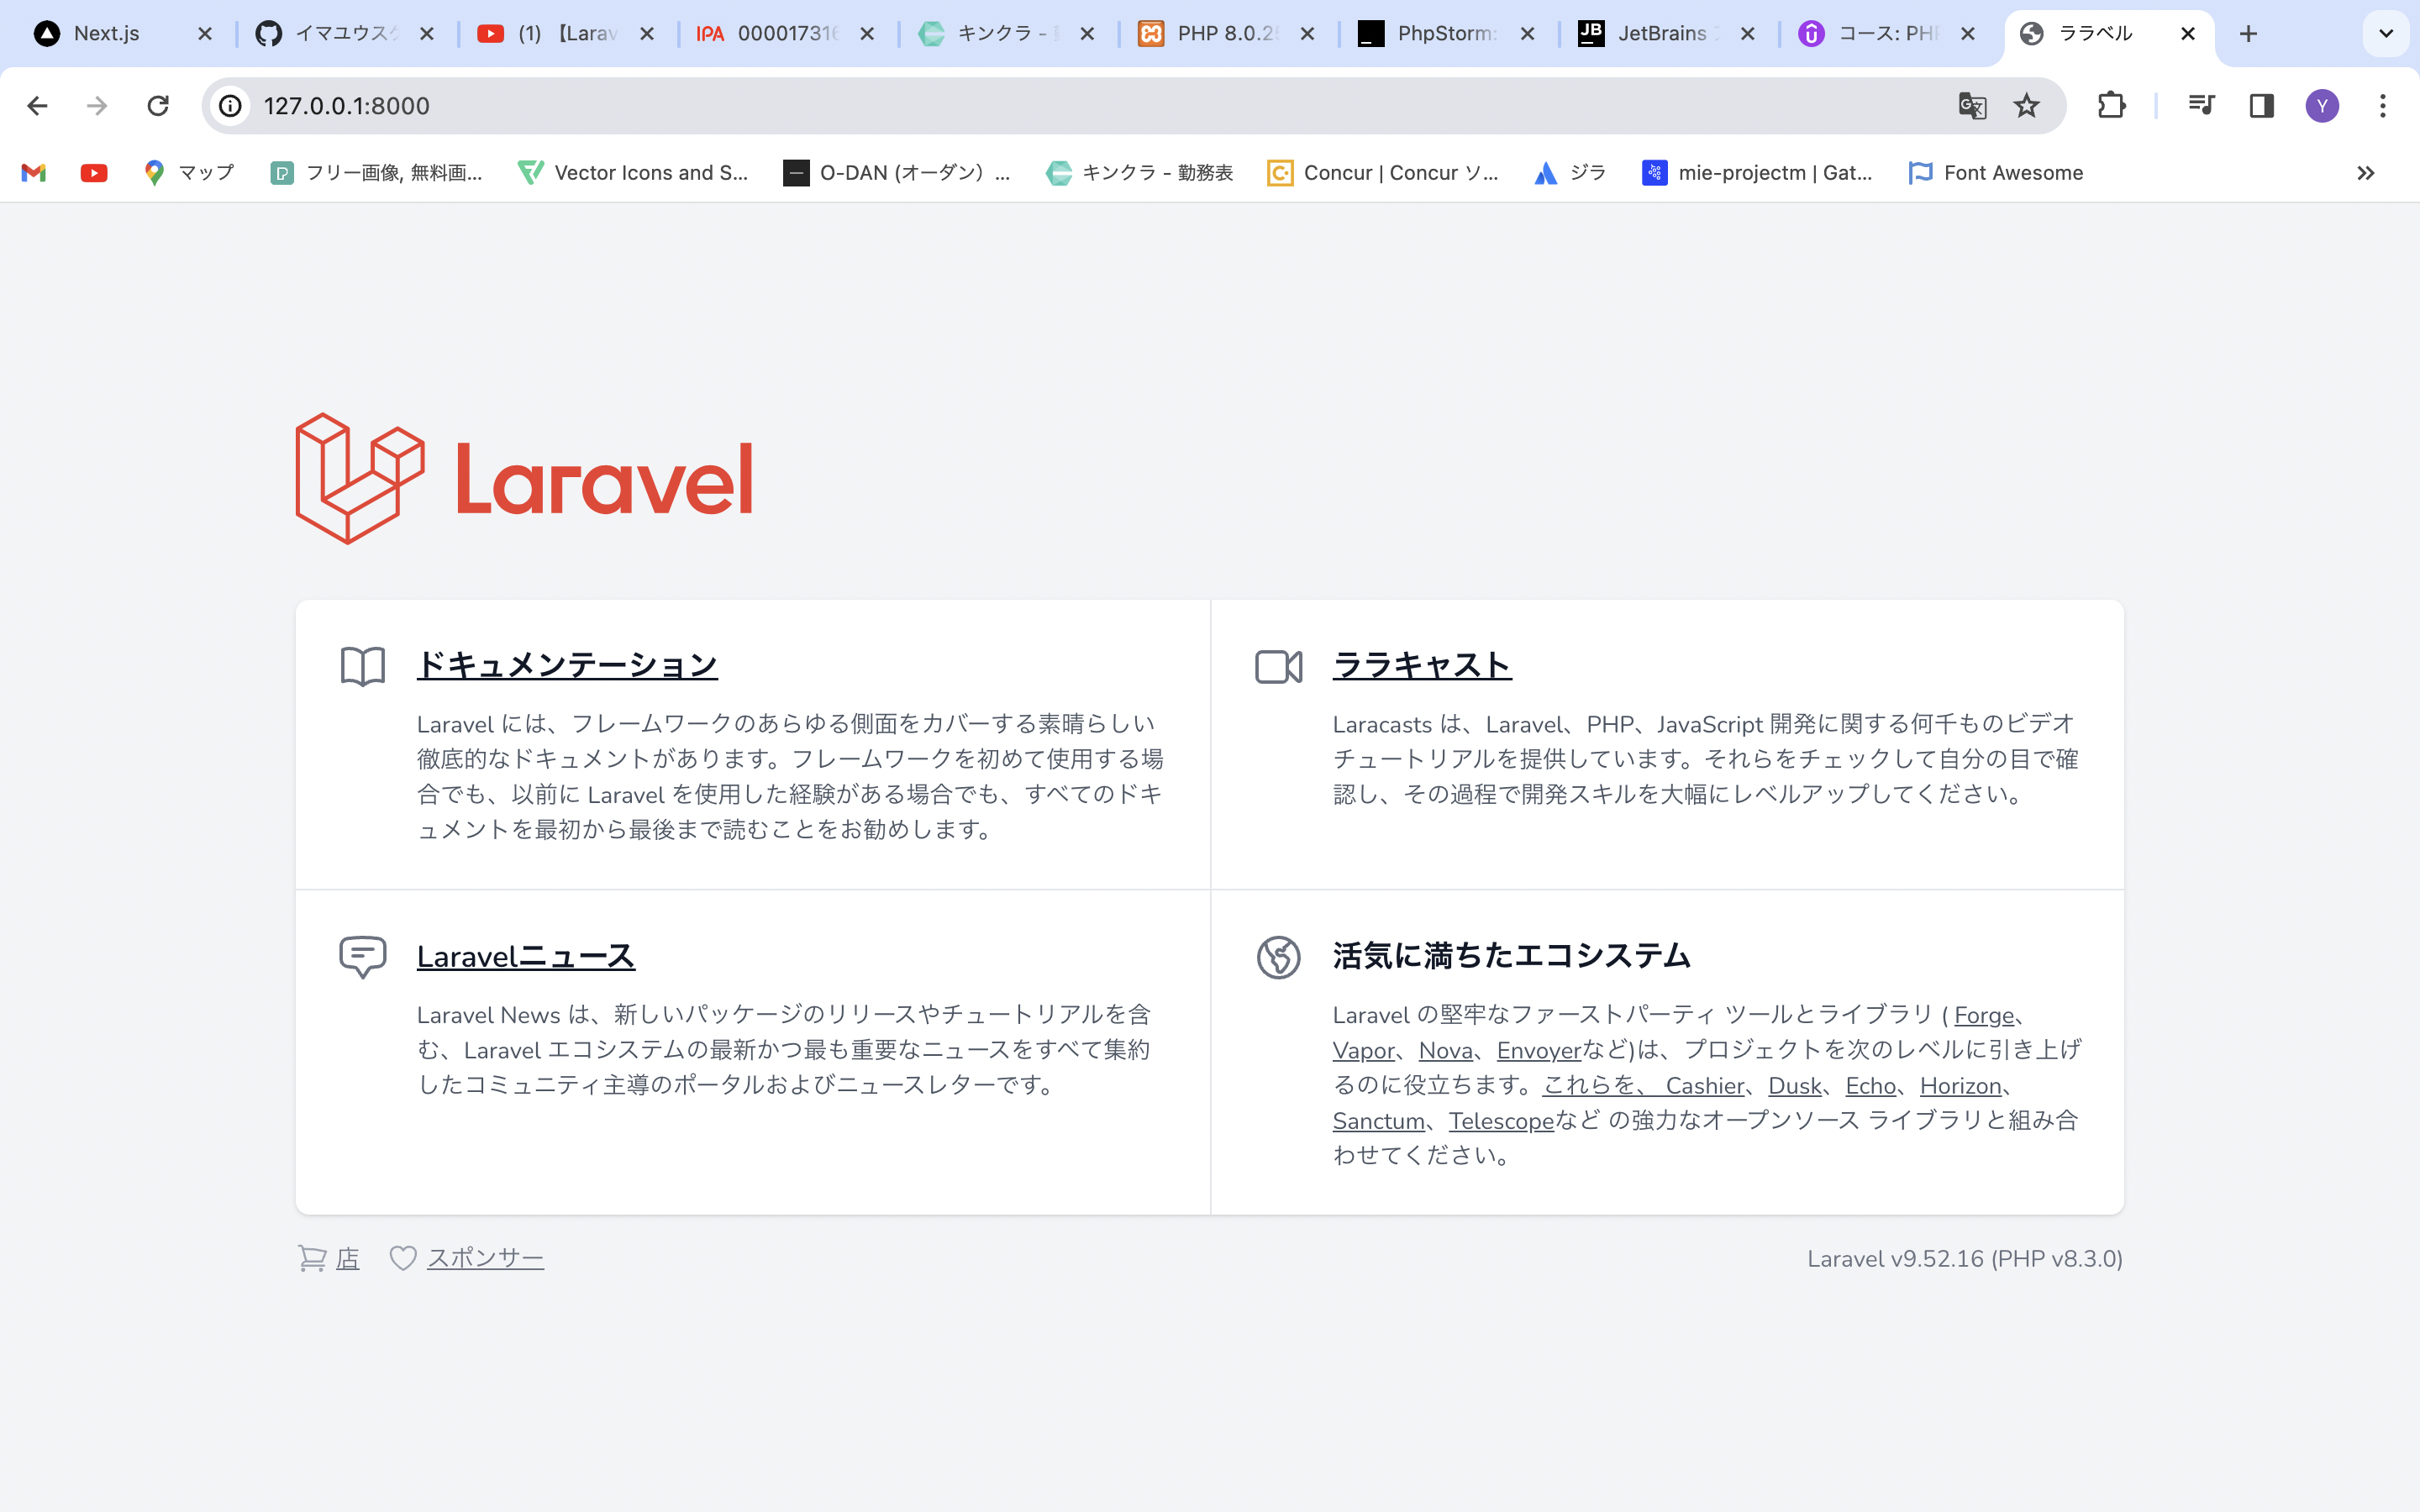 Next.js
イマユウスケ
(1) 【Larav
IPA 000017316
キンクラ -
PHP 8.0.25
PhpStorm:
JetBrains
コース: PHP
ララベル
127.0.0.1:8000
Y
マップ
フリー画像, 無料画...
Vector Icons and S...
O-DAN (オーダン) ...
キンクラ - 勤務表
Concur | Concur ソ...
ジラ
mie-projectm | Gat...
Font Awesome
Laravel
ドキュメンテーション
Laravel には、フレームワークのあらゆる側面をカバーする素晴らしい
徹底的なドキュメントがあります。フレームワークを初めて使用する場
合でも、以前に Laravel を使用した経験がある場合でも、すべてのドキ
ュメントを最初から最後まで読むことをお勧めします。
ララキャスト
Laracasts は、Laravel、PHP、JavaScript 開発に関する何千ものビデオ
チュートリアルを提供しています。それらをチェックして自分の目で確
認し、その過程で開発スキルを大幅にレベルアップしてください。
Laravelニュース
Laravel News は、新しいパッケージのリリースやチュートリアルを含
む、Laravel エコシステムの最新かつ最も重要なニュースをすべて集約
したコミュニティ主導のポータルおよびニュースレターです。
活気に満ちたエコシステム
Laravel の堅牢なファーストパーティ ツールとライブラリ ( Forge、
Vapor、Nova、Envoyerなど)は、プロジェクトを次のレベルに引き上げ
るのに役立ちます。これらを、 Cashier、Dusk、Echo、Horizon、
Sanctum、Telescopeなど の強力なオープンソース ライブラリと組み合
わせてください。
店
スポンサー
Laravel v9.52.16 (PHP v8.3.0)